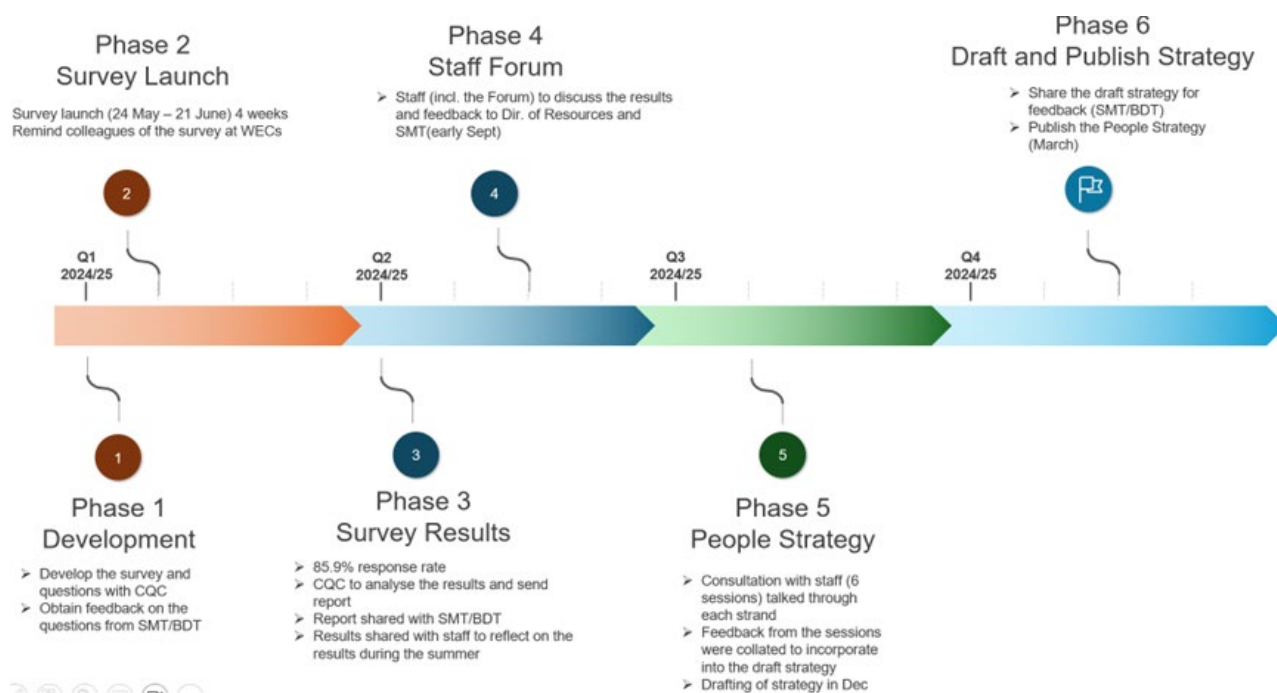 Phase 2
Survey Launch
Survey launch (24 May – 21 June) 4 weeks
Remind colleagues of the survey at WECs
2
Phase 4
Staff Forum
➢ Staff (incl. the Forum) to discuss the results
and feedback to Dir. of Resources and
SMT(early Sept)
4
Phase 6
Draft and Publish Strategy
➢ Share the draft strategy for
feedback (SMT/BDT)
➢ Publish the People Strategy
(March)
Q1
2024/25
Q2
2024/25
Q3
2024/25
Q4
2024/25
1
Phase 1
Development
➢ Develop the survey and
questions with CQC
➢ Obtain feedback on the
questions from SMT/BDT
3
Phase 3
Survey Results
➢ 85.9% response rate
➢ CQC to analyse the results and send
report
➢ Report shared with SMT/BDT
➢ Results shared with staff to reflect on the
results during the summer
5
Phase 5
People Strategy
➢ Consultation with staff (6
sessions) talked through
each strand
➢ Feedback from the sessions
were collated to incorporate
into the draft strategy
➢ Drafting of strategy in Dec